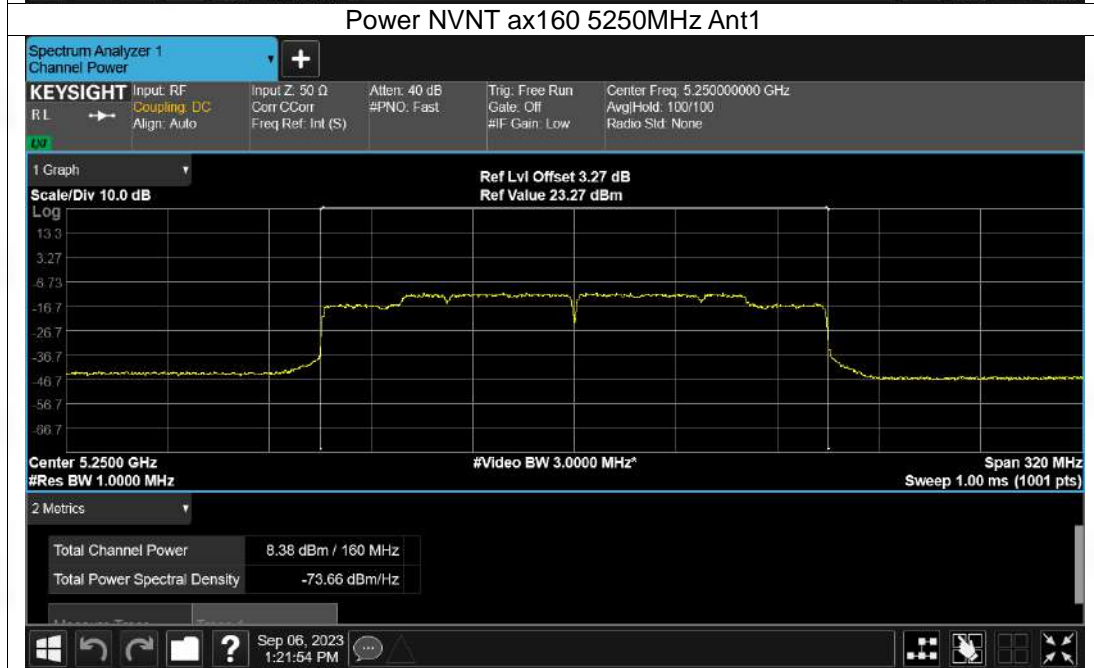 Power NVNT ax160 5250MHz Ant1
Spectrum Analyzer 1
Channel Power
+
KEYSIGHT Input: RF Input Z: 50 Ω Atten: 40 dB Trig: Free Run Center Freq: 5.250000000 GHz
RL Coupling: DC Corr CCorr #PNO: Fast Gate: Off Avg|Hold: 100/100
Align: Auto Freq Ref: Int (S) #IF Gain: Low Radio Std: None
LXI
1 Graph
Ref Lvl Offset 3.27 dB
Scale/Div 10.0 dB Ref Value 23.27 dBm
Log
13.3
3.27
-6.73
-16.7
-26.7
-36.7
-46.7
-56.7
-66.7
Center 5.2500 GHz #Video BW 3.0000 MHz* Span 320 MHz
#Res BW 1.0000 MHz Sweep 1.00 ms (1001 pts)
2 Metrics
Total Channel Power 8.38 dBm / 160 MHz
Total Power Spectral Density -73.66 dBm/Hz
?
Sep 06, 2023
1:21:54 PM